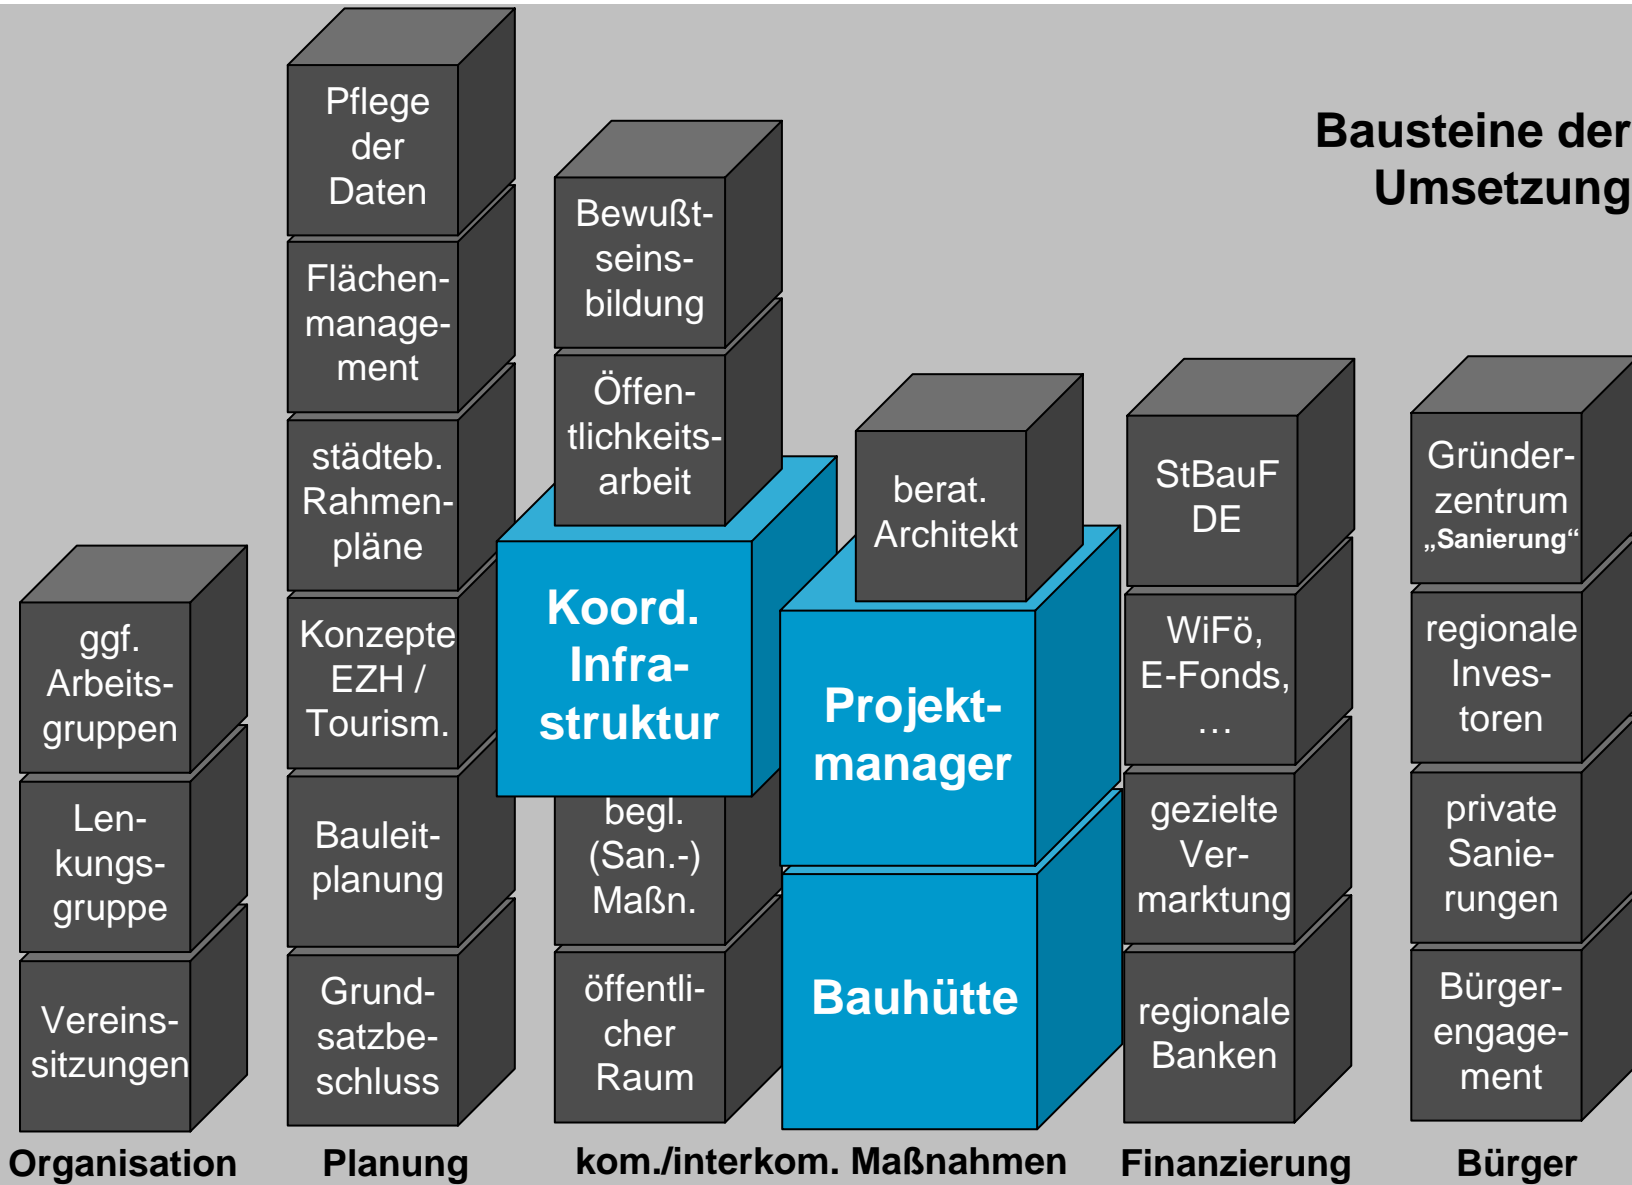 Bausteine der
Umsetzung
ggf.
Arbeits-
gruppen
Len-
kungs-
gruppe
Vereins-
sitzungen
Organisation
Pflege
der
Daten
Flächen-
manage-
ment
städteb.
Rahmen-
pläne
Konzepte
EZH /
Tourism.
Bauleit-
planung
Grund-
satzbe-
schluss
Planung
Bewußt-
seins-
bildung
Öffen-
tlichkeits-
arbeit
Koord.
Infra-
struktur
begl.
(San.-)
Maßn.
öffentli-
cher
Raum
berat.
Architekt
Projekt-
manager
Bauhütte
kom./interkom. Maßnahmen
StBauF
DE
WiFö,
E-Fonds,
…
gezielte
Ver-
marktung
regionale
Banken
Finanzierung
Gründer-
zentrum
„Sanierung“
regionale
Inves-
toren
private
Sanie-
rungen
Bürger-
engage-
ment
Bürger